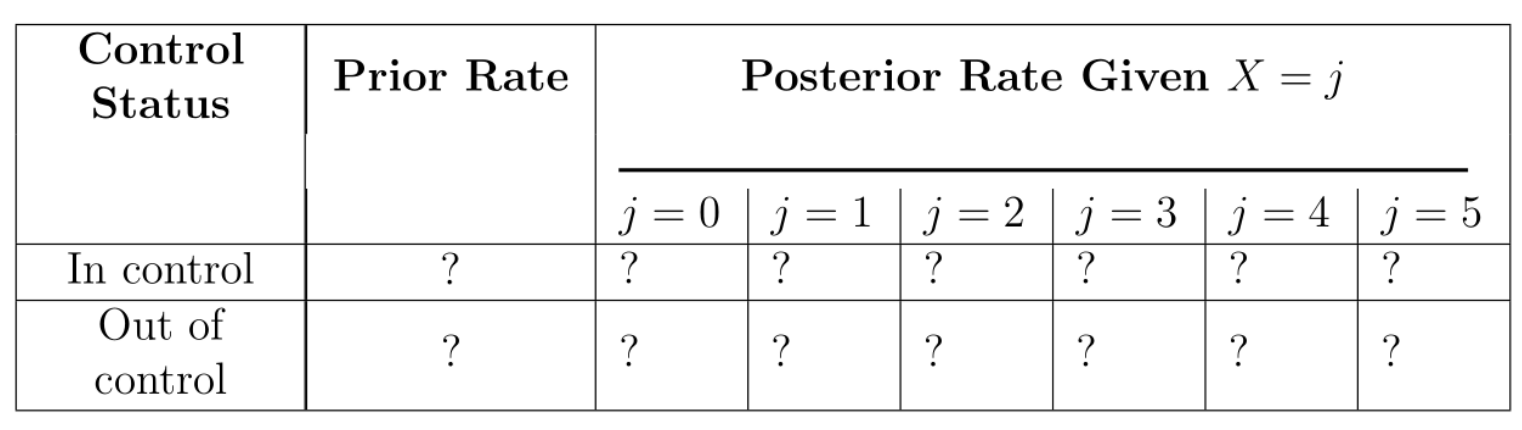 Control Status | Prior Rate | Posterior Rate Given X = j
j = 0 | j = 1 | j = 2 | j = 3 | j = 4 | j = 5
In control | ? | ? | ? | ? | ? | ? | ?
Out of control | ? | ? | ? | ? | ? | ? | ?